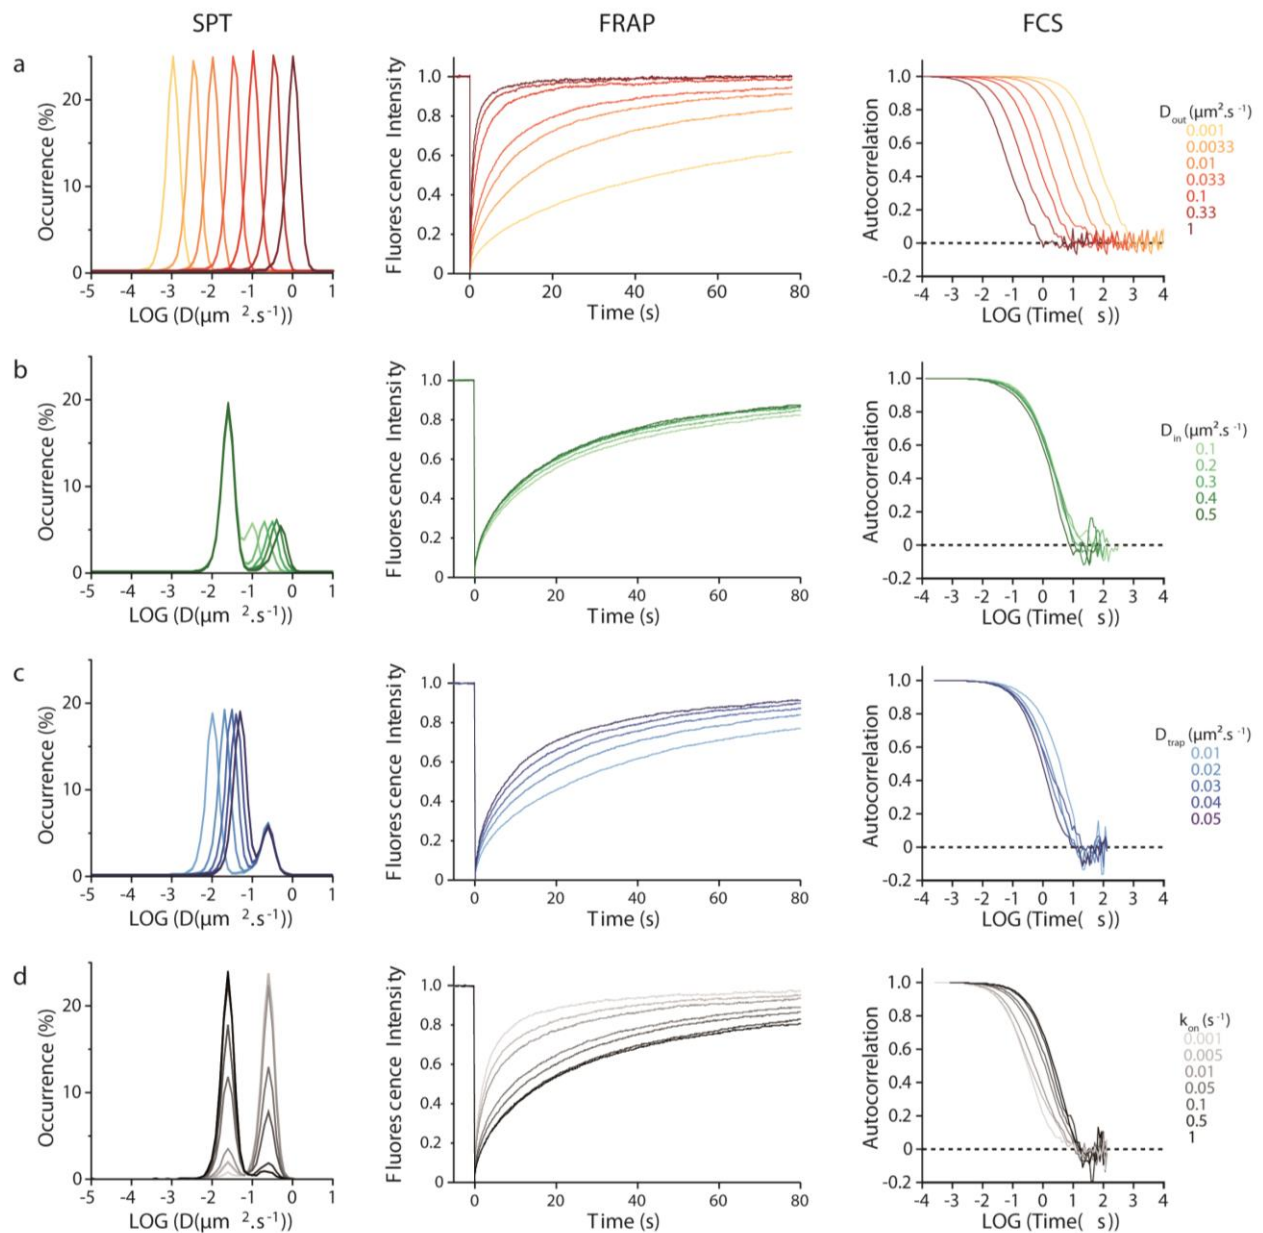 SPT
FRAP
FCS
a
Occurrence (%)
20
10
0
-5 -4 -3 -2 -1 0 1
LOG (D(μm 2.s-1))
Fluorescence Intensity
1.0
0.8
0.6
0.4
0.2
0
0 20 40 60 80
Time (s)
Autocorrelation
1.0
0.8
0.6
0.4
0.2
0
-0.2
-4 -3 -2 -1 0 1 2 3 4
LOG (Time( s))
Dout (μm2.s -1)
0.001
0.0033
0.01
0.033
0.1
0.33
1
b
Occurrence (%)
20
10
0
-5 -4 -3 -2 -1 0 1
LOG (D(μm 2.s-1))
Fluorescence Intensity
1.0
0.8
0.6
0.4
0.2
0
0 20 40 60 80
Time (s)
Autocorrelation
1.0
0.8
0.6
0.4
0.2
0
-0.2
-4 -3 -2 -1 0 1 2 3 4
LOG (Time( s))
Din (μm2.s -1)
0.1
0.2
0.3
0.4
0.5
c
Occurrence (%)
20
10
0
-5 -4 -3 -2 -1 0 1
LOG (D(μm 2.s-1))
Fluorescence Intensity
1.0
0.8
0.6
0.4
0.2
0
0 20 40 60 80
Time (s)
Autocorrelation
1.0
0.8
0.6
0.4
0.2
0
-0.2
-4 -3 -2 -1 0 1 2 3 4
LOG (Time( s))
Dtrap (μm2.s -1)
0.01
0.02
0.03
0.04
0.05
d
Occurrence (%)
20
10
0
-5 -4 -3 -2 -1 0 1
LOG (D(μm 2.s-1))
Fluorescence Intensity
1.0
0.8
0.6
0.4
0.2
0
0 20 40 60 80
Time (s)
Autocorrelation
1.0
0.8
0.6
0.4
0.2
0
-0.2
-4 -3 -2 -1 0 1 2 3 4
LOG (Time( s))
kon (s-1)
0.001
0.005
0.01
0.05
0.1
0.5
1